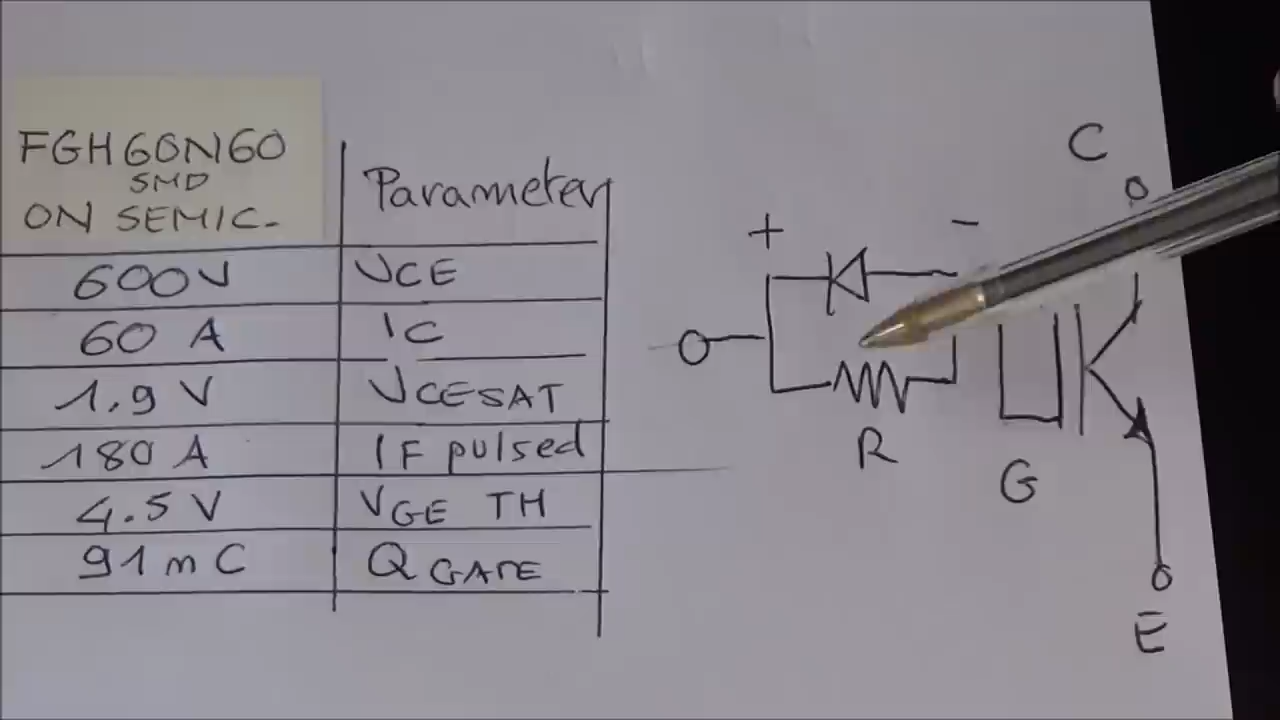 FGH60N60
SMD
ON SEMIC-
Parameter
600V VCE
60 A IC
1.9 V VCESAT
180 A IF pulsed
4.5 V VGE TH
91 nC QGATE
C
+ -
R
G
E